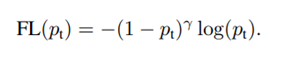 FL(pₜ) = −(1 − pₜ)^γ log(pₜ).